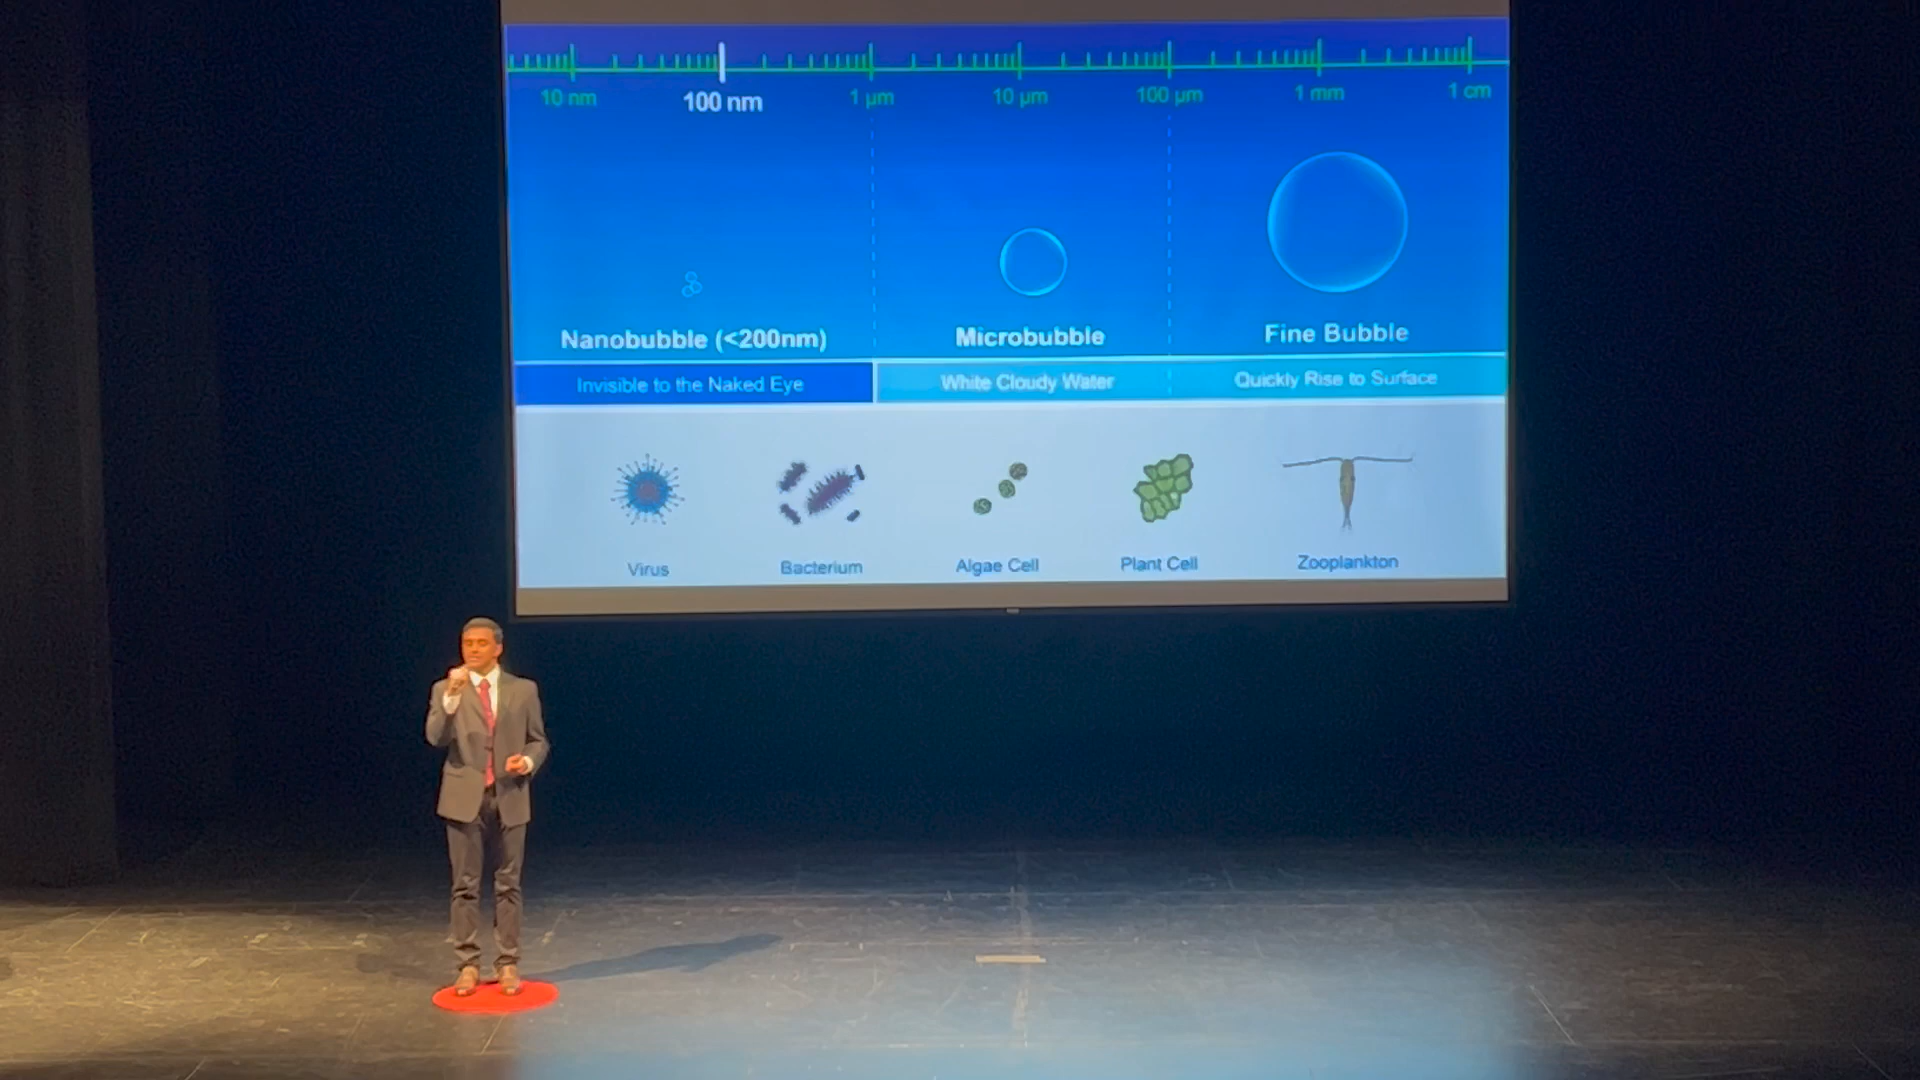 10 nm 100 nm 1 µm 10 µm 100 µm 1 mm 1 cm
Nanobubble (<200nm) Microbubble Fine Bubble
Invisible to the Naked Eye White Cloudy Water Quickly Rise to Surface
Virus Bacterium Algae Cell Plant Cell Zooplankton